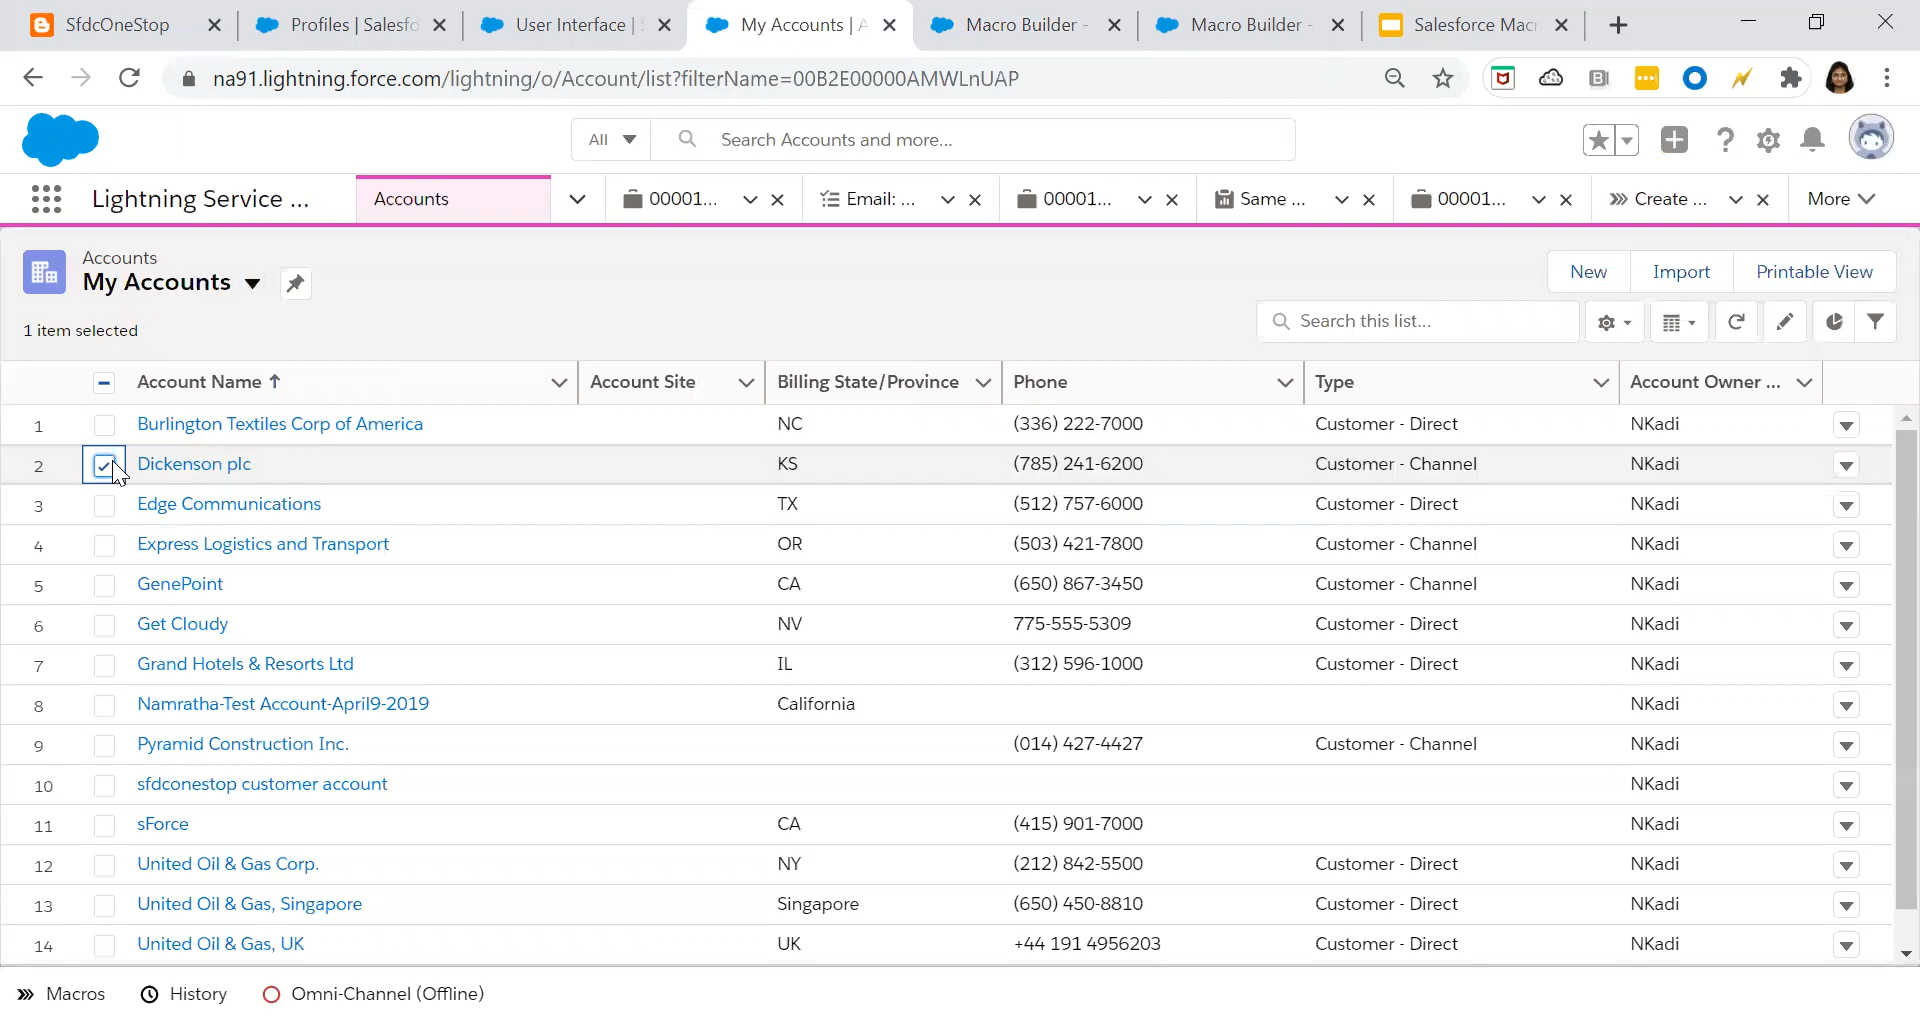 SfdcOneStop
Profiles | Salesfo
User Interface | S
My Accounts | A
Macro Builder -
Macro Builder -
Salesforce Mac
na91.lightning.force.com/lightning/o/Account/list?filterName=00B2E00000AMWLnUAP
All
Search Accounts and more...
Lightning Service ...
Accounts
00001...
Email: ...
00001...
Same ...
00001...
Create ...
More
Accounts
My Accounts
New
Import
Printable View
1 item selected
Search this list...
Account Name
Account Site
Billing State/Province
Phone
Type
Account Owner ...
1 Burlington Textiles Corp of America NC (336) 222-7000 Customer - Direct NKadi
2 Dickenson plc KS (785) 241-6200 Customer - Channel NKadi
3 Edge Communications TX (512) 757-6000 Customer - Direct NKadi
4 Express Logistics and Transport OR (503) 421-7800 Customer - Channel NKadi
5 GenePoint CA (650) 867-3450 Customer - Channel NKadi
6 Get Cloudy NV 775-555-5309 Customer - Direct NKadi
7 Grand Hotels & Resorts Ltd IL (312) 596-1000 Customer - Direct NKadi
8 Namratha-Test Account-April9-2019 California NKadi
9 Pyramid Construction Inc. (014) 427-4427 Customer - Channel NKadi
10 sfdconestop customer account NKadi
11 sForce CA (415) 901-7000 NKadi
12 United Oil & Gas Corp. NY (212) 842-5500 Customer - Direct NKadi
13 United Oil & Gas, Singapore Singapore (650) 450-8810 Customer - Direct NKadi
14 United Oil & Gas, UK UK +44 191 4956203 Customer - Direct NKadi
Macros
History
Omni-Channel (Offline)